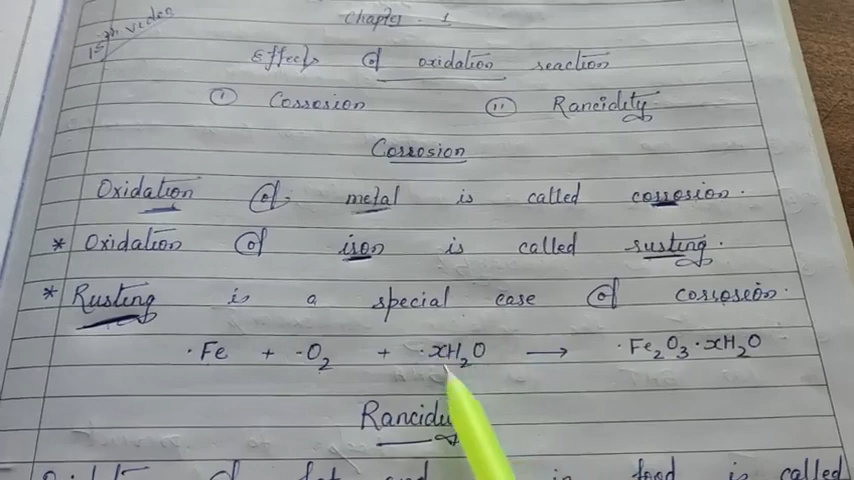 15th video
Chapter - 1
Effects of oxidation reaction
(i) Corrosion (ii) Rancidity
Corrosion
Oxidation of metal is called corrosion.
* Oxidation of iron is called rusting.
* Rusting is a special case of corrosion.
Fe + O₂ + xH₂O → Fe₂O₃·xH₂O
in food is called